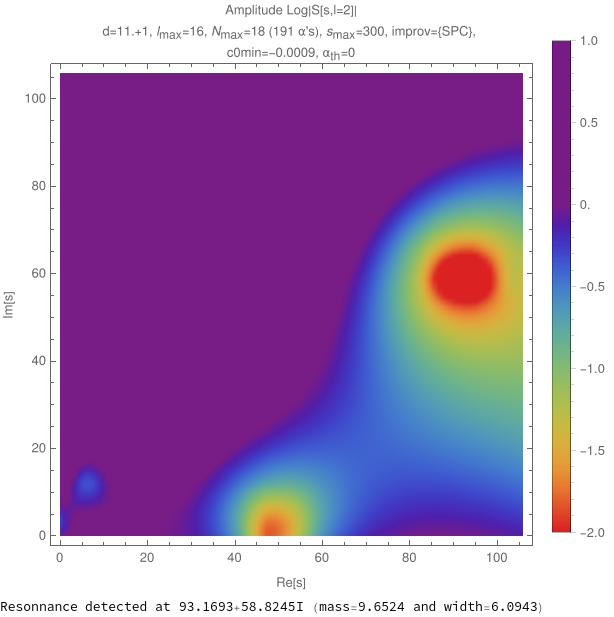 Amplitude Log|S[s,l=2]|
d=11.+1, lmax=16, Nmax=18 (191 α's), smax=300, improv={SPC},
c0min=−0.0009, αth=0
1.0
0.5
0.
−0.5
−1.0
−1.5
−2.0
100
80
60
40
20
0
Im[s]
0 20 40 60 80 100
Re[s]
Resonnance detected at 93.1693+58.8245I (mass=9.6524 and width=6.0943)